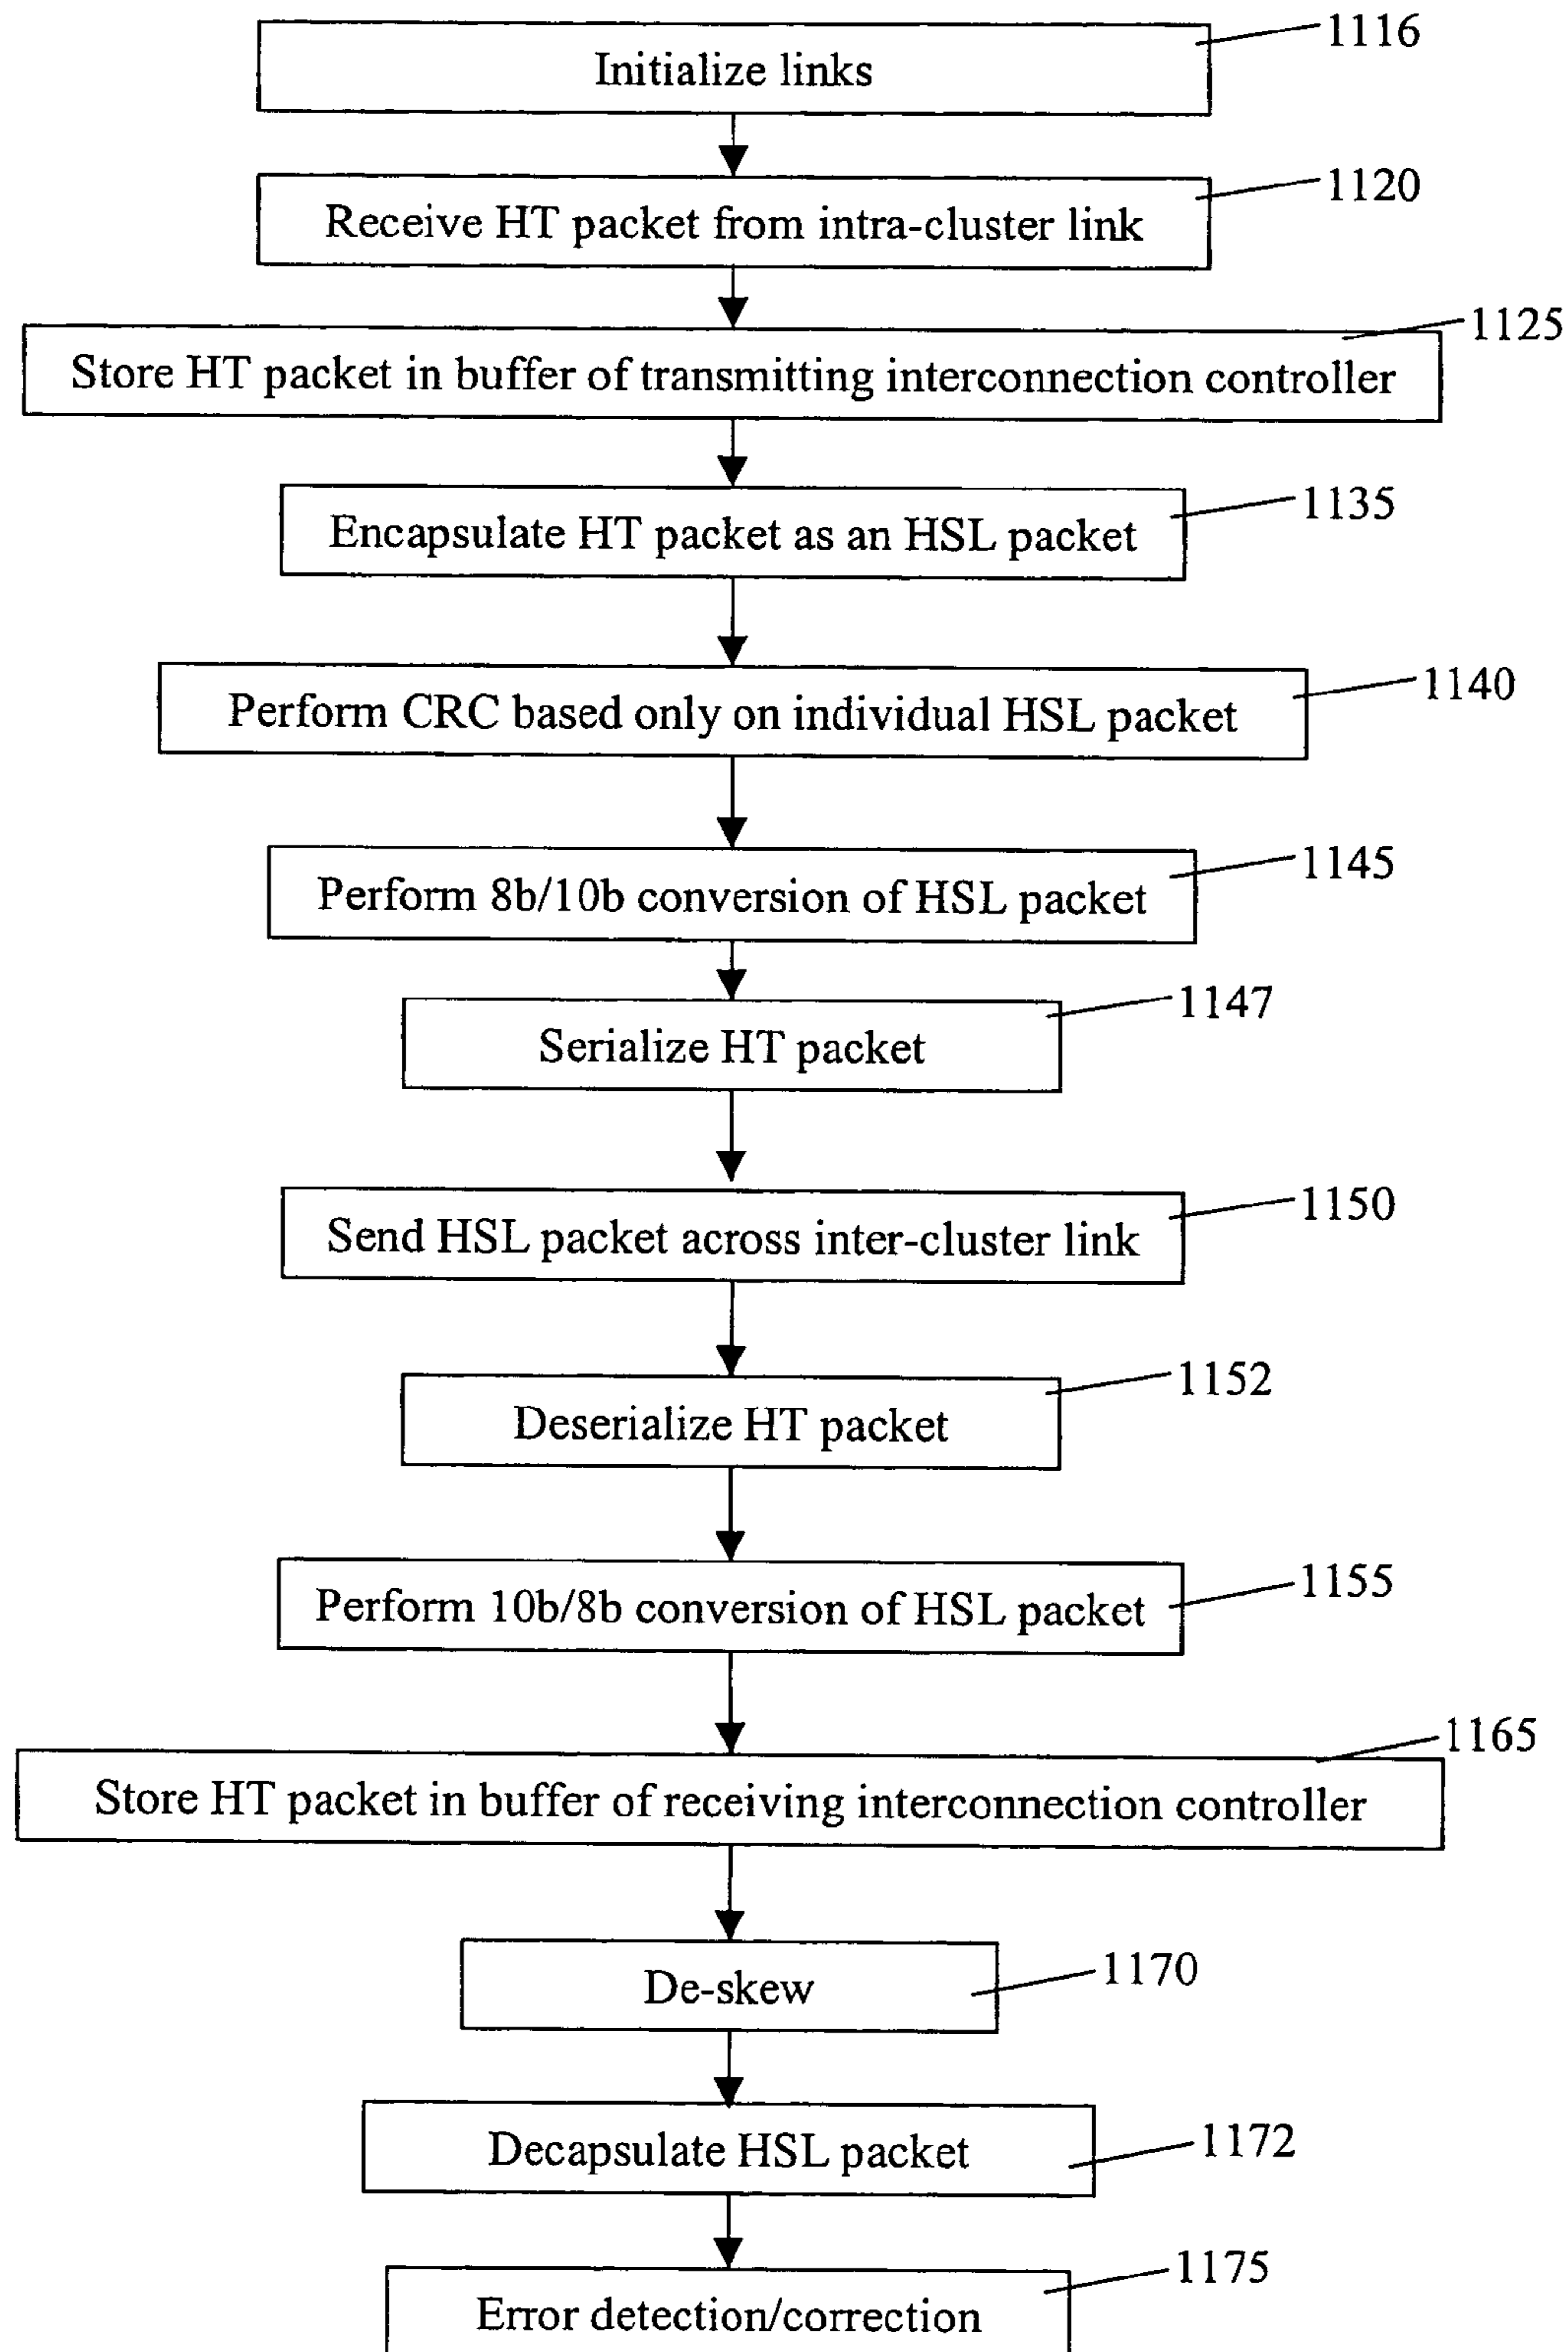 Initialize links
1116
Receive HT packet from intra-cluster link
1120
Store HT packet in buffer of transmitting interconnection controller
1125
Encapsulate HT packet as an HSL packet
1135
Perform CRC based only on individual HSL packet
1140
Perform 8b/10b conversion of HSL packet
1145
Serialize HT packet
1147
Send HSL packet across inter-cluster link
1150
Deserialize HT packet
1152
Perform 10b/8b conversion of HSL packet
1155
Store HT packet in buffer of receiving interconnection controller
1165
De-skew
1170
Decapsulate HSL packet
1172
Error detection/correction
1175